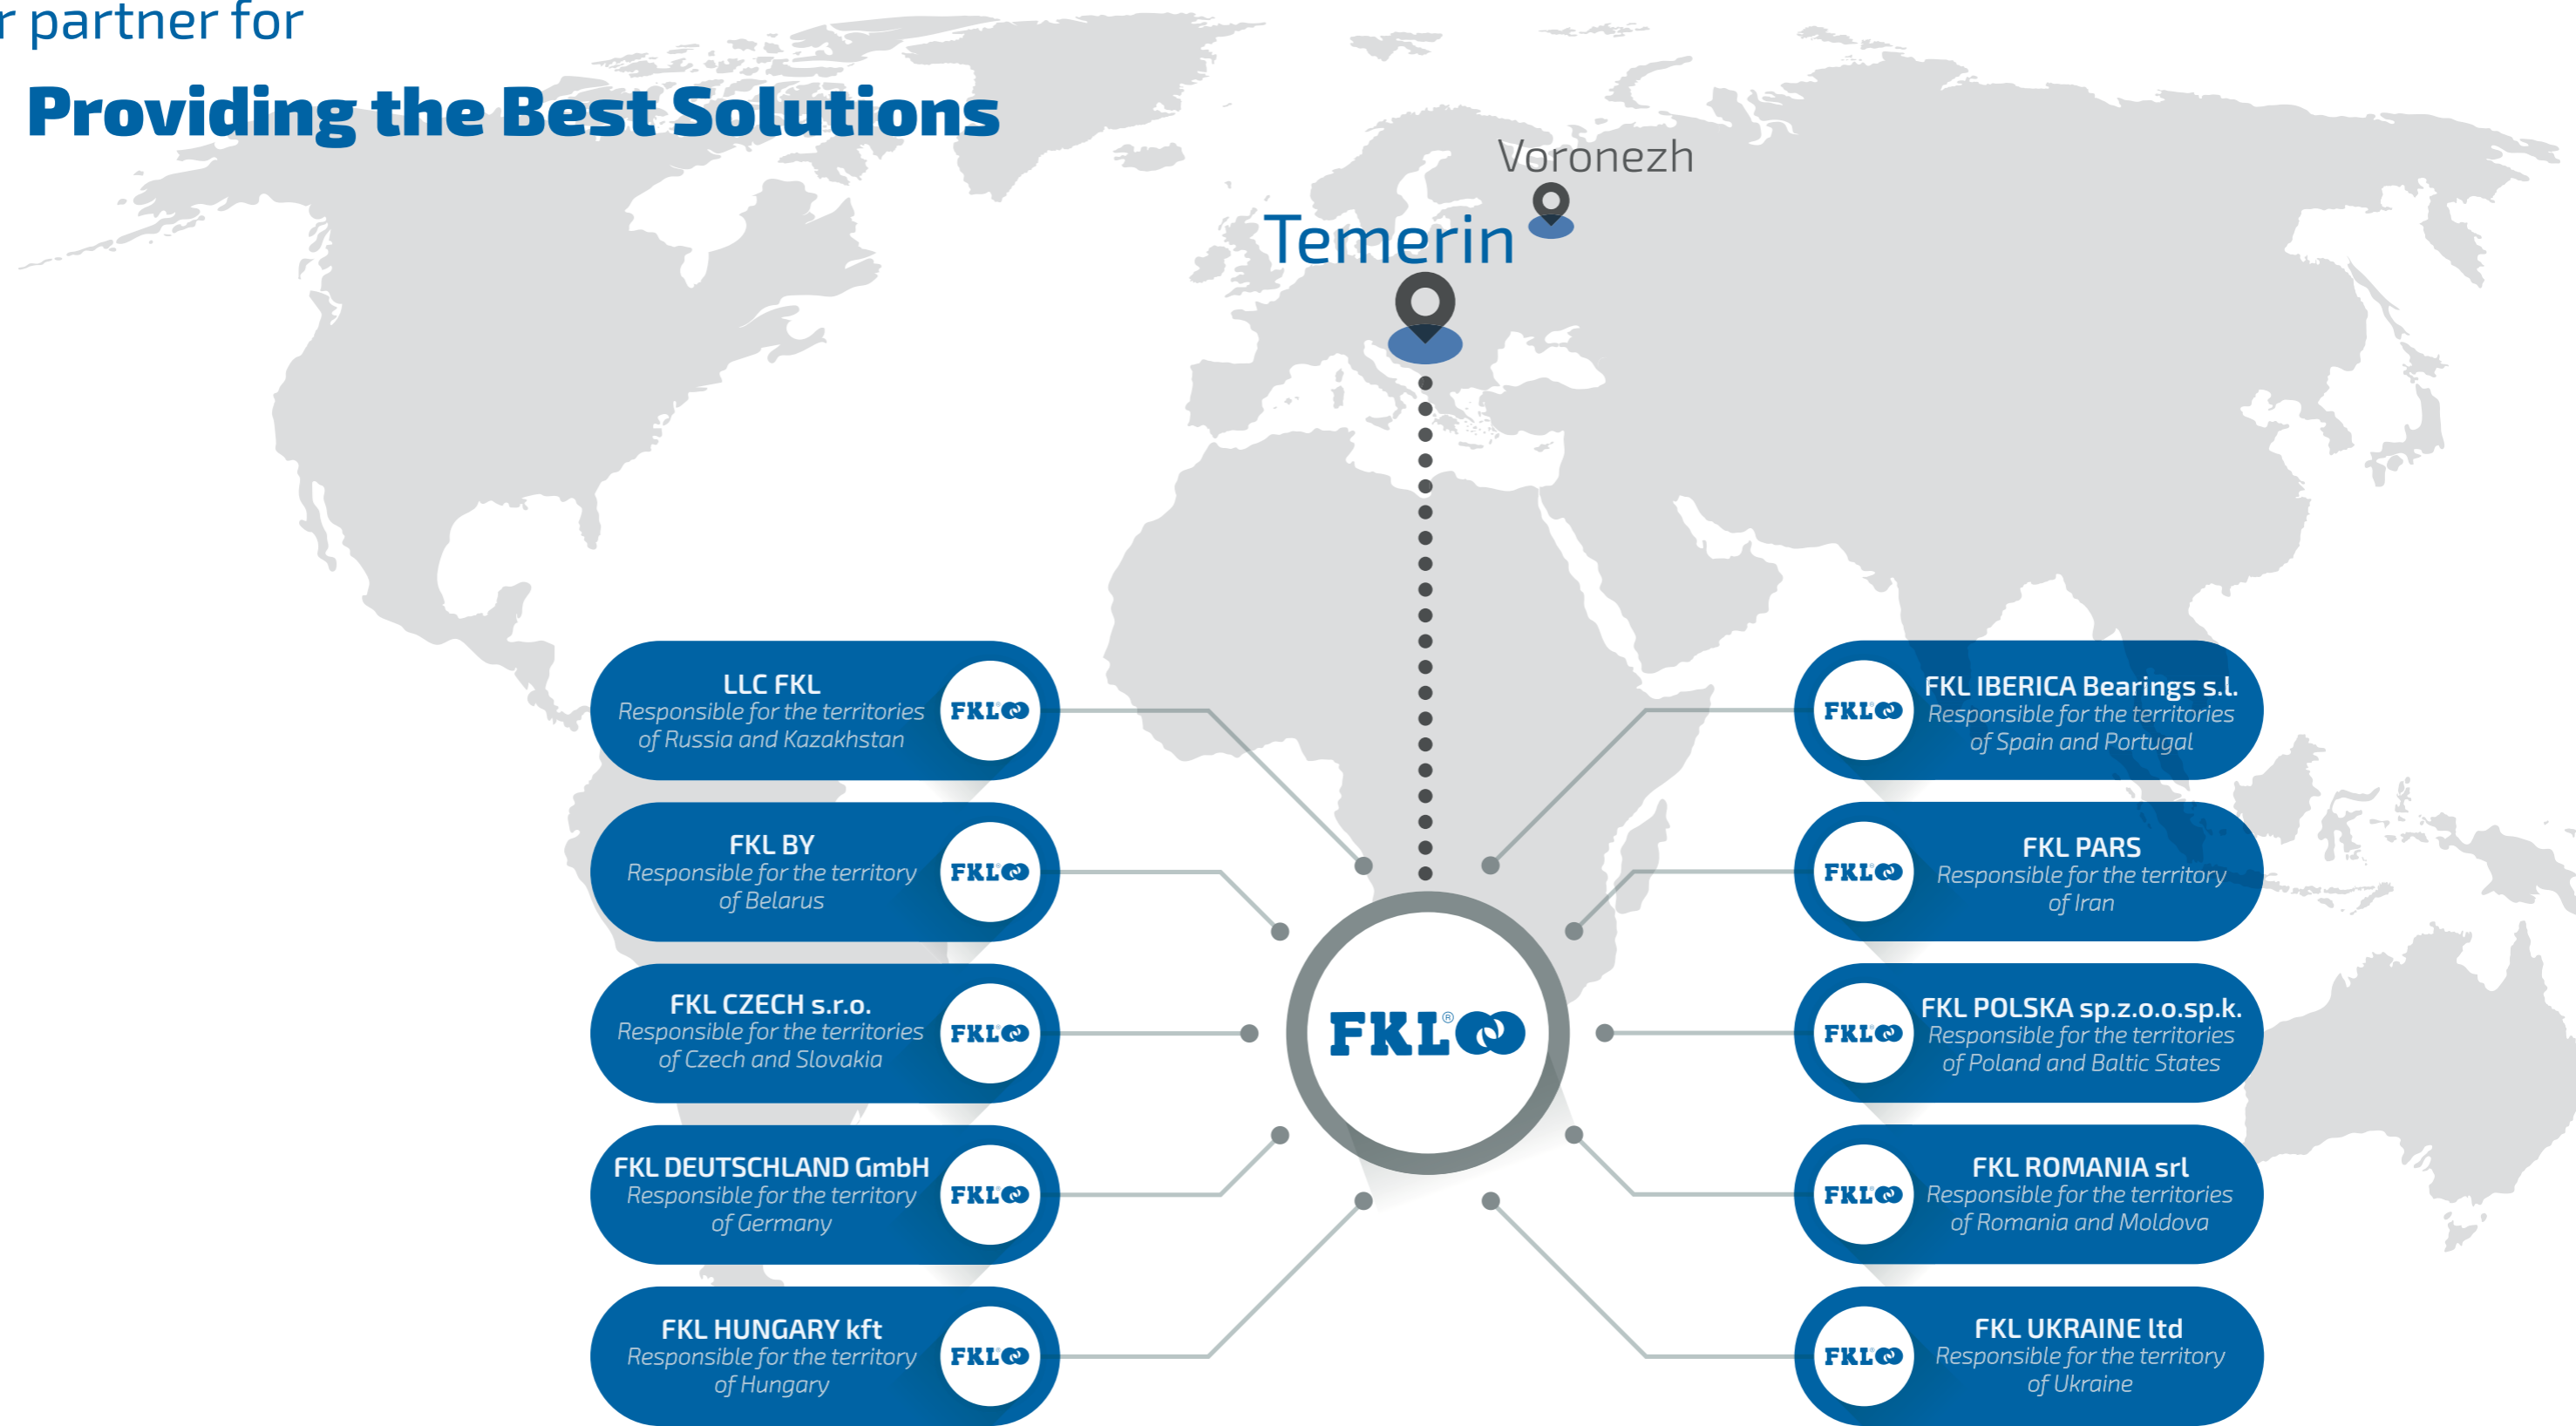 r partner for
Providing the Best Solutions
Voronezh
Temerin
LLC FKL
Responsible for the territories
of Russia and Kazakhstan
FKL
FKL BY
Responsible for the territory
of Belarus
FKL
FKL CZECH s.r.o.
Responsible for the territories
of Czech and Slovakia
FKL
FKL DEUTSCHLAND GmbH
Responsible for the territory
of Germany
FKL
FKL HUNGARY kft
Responsible for the territory
of Hungary
FKL
FKL®
FKL IBERICA Bearings s.l.
Responsible for the territories
of Spain and Portugal
FKL
FKL PARS
Responsible for the territory
of Iran
FKL
FKL POLSKA sp.z.o.o.sp.k.
Responsible for the territories
of Poland and Baltic States
FKL
FKL ROMANIA srl
Responsible for the territories
of Romania and Moldova
FKL
FKL UKRAINE ltd
Responsible for the territory
of Ukraine
FKL